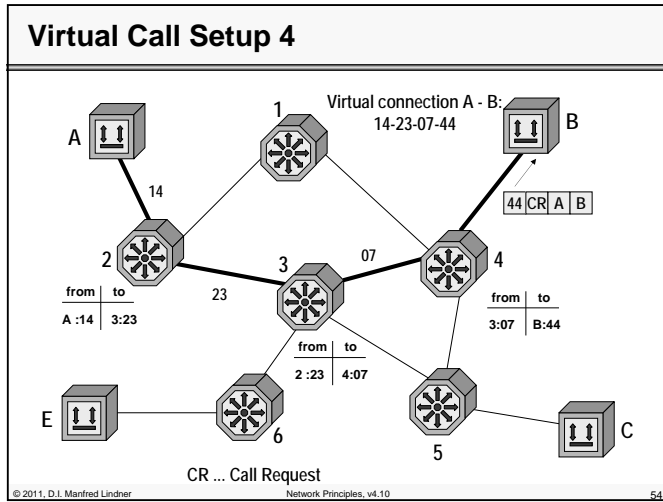 Virtual Call Setup 4
Virtual connection A - B:
14-23-07-44
A
1
B
14
44 CR A B
2
3
07
4
23
from to
A :14 3:23
from to
3:07 B:44
from to
2 :23 4:07
E
6
5
C
CR ... Call Request
© 2011, D.I. Manfred Lindner
Network Principles, v4.10
54